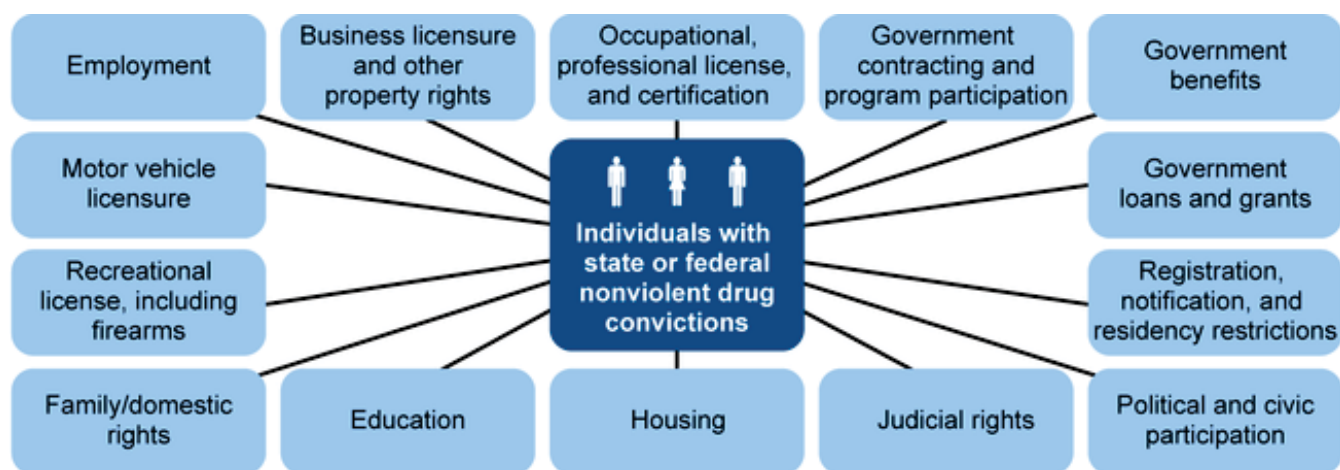 Employment
Business licensure
and other
property rights
Occupational,
professional license,
and certification
Government
contracting and
program participation
Government
benefits
Motor vehicle
licensure
Government
loans and grants
Individuals with
state or federal
nonviolent drug
convictions
Recreational
license, including
firearms
Registration,
notification, and
residency restrictions
Family/domestic
rights
Education
Housing
Judicial rights
Political and civic
participation